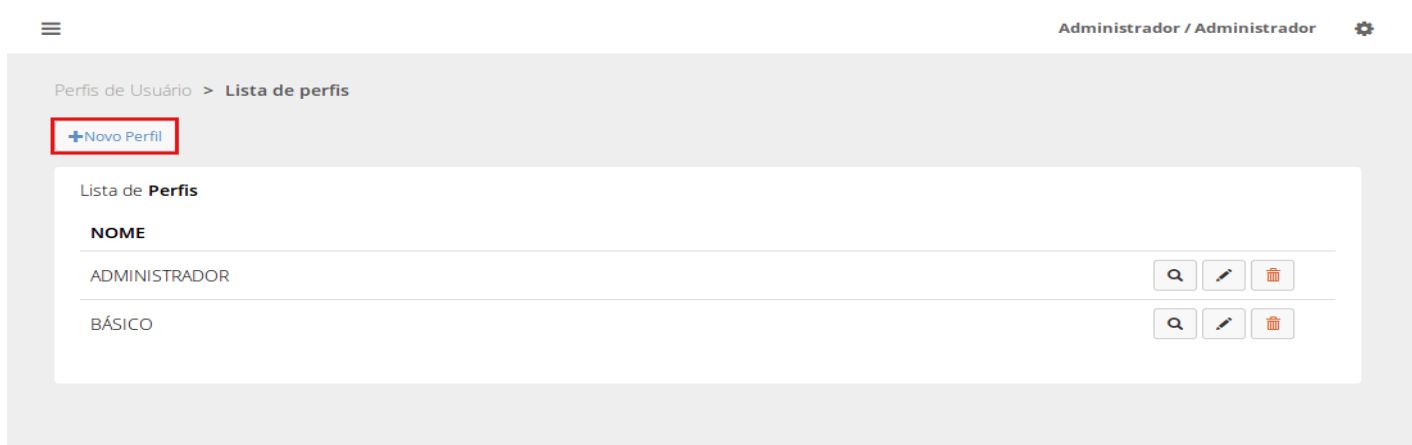 Administrador / Administrador
Perfis de Usuário > Lista de perfis
+Novo Perfil
Lista de Perfis
NOME
ADMINISTRADOR
BÁSICO